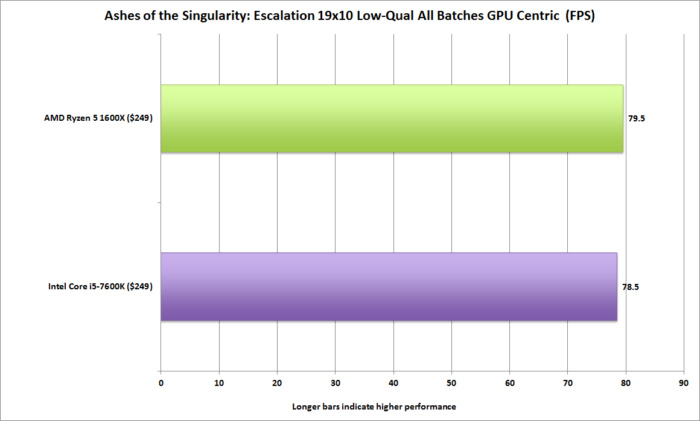 Ashes of the Singularity: Escalation 19x10 Low-Qual All Batches GPU Centric (FPS)
AMD Ryzen 5 1600X ($249)
79.5
Intel Core i5-7600K ($249)
78.5
0 10 20 30 40 50 60 70 80 90
Longer bars indicate higher performance